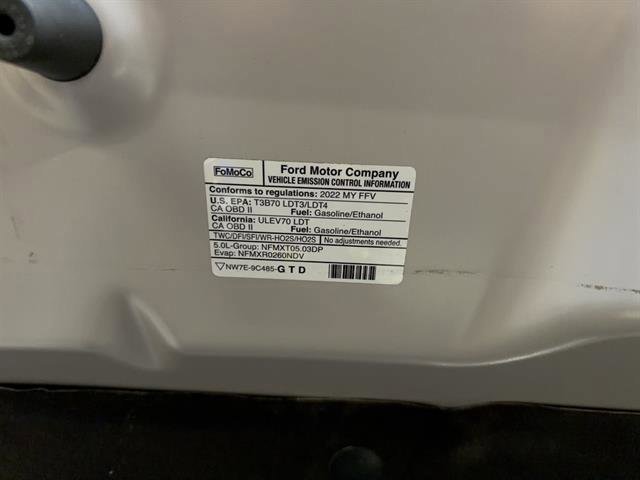 FoMoCo
Ford Motor Company
VEHICLE EMISSION CONTROL INFORMATION
Conforms to regulations: 2022 MY FFV
U.S. EPA: T3B70 LDT3/LDT4
CA OBD II Fuel: Gasoline/Ethanol
California: ULEV70 LDT
CA OBD II Fuel: Gasoline/Ethanol
TWC/DFI/SFI/WR-HO2S/HO2S No adjustments needed.
5.0L-Group: NFMXT05.03DP
Evap: NFMXR0260NDV
NW7E-9C485-G T D